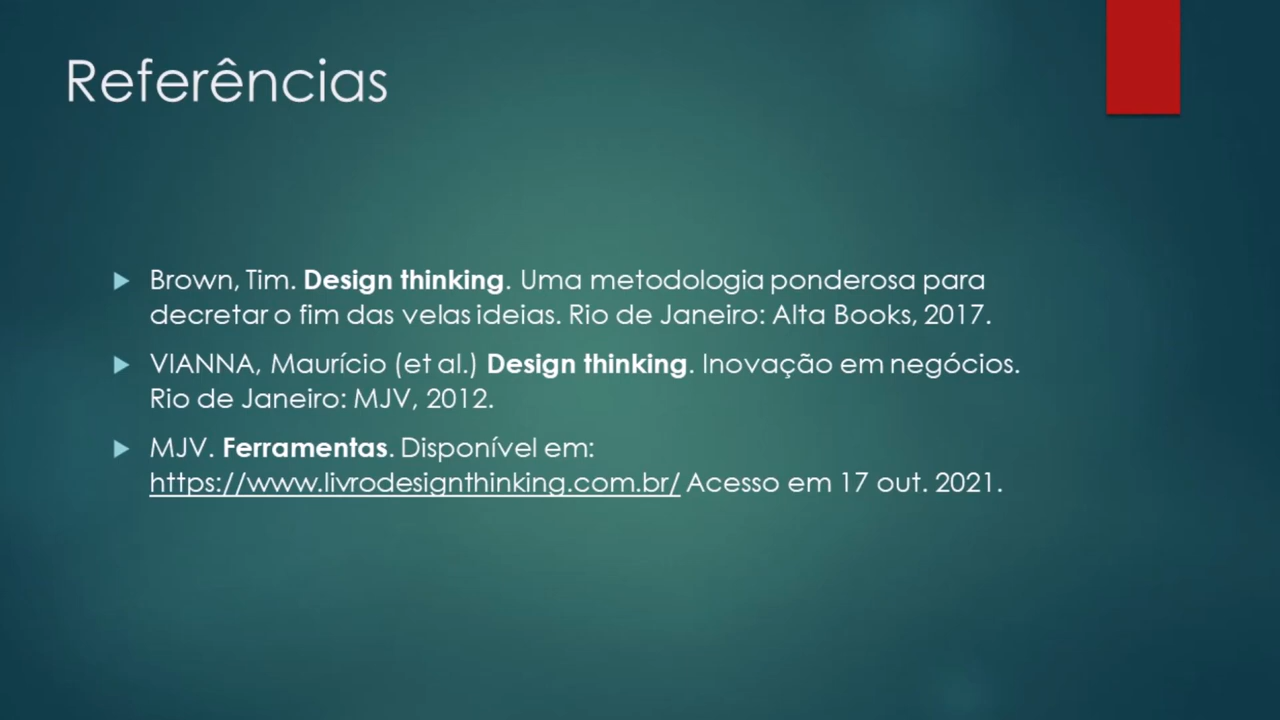 Referências
Brown, Tim. Design thinking. Uma metodologia ponderosa para
decretar o fim das velas ideias. Rio de Janeiro: Alta Books, 2017.
VIANNA, Maurício (et al.) Design thinking. Inovação em negócios.
Rio de Janeiro: MJV, 2012.
MJV. Ferramentas. Disponível em:
https://www.livrodesignthinking.com.br/ Acesso em 17 out. 2021.